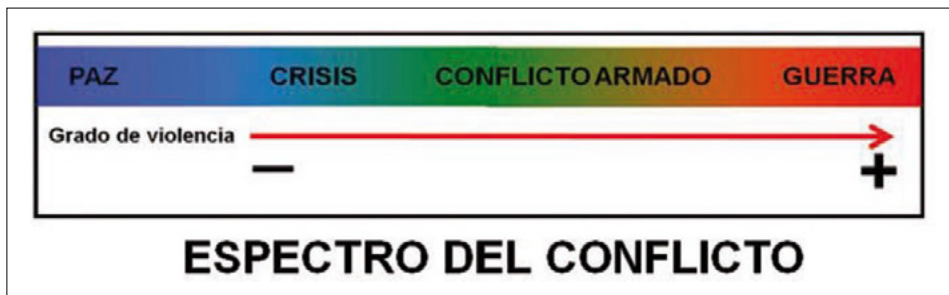 PAZ CRISIS CONFLICTO ARMADO GUERRA
Grado de violencia
− +
ESPECTRO DEL CONFLICTO